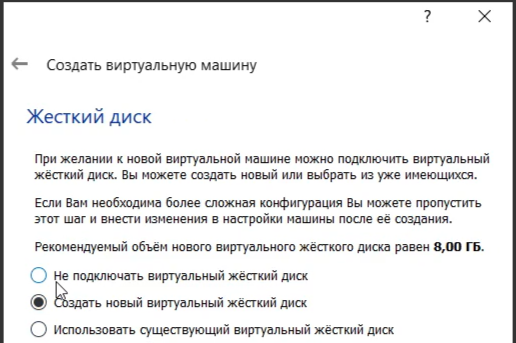 ?
Создать виртуальную машину
Жесткий диск
При желании к новой виртуальной машине можно подключить виртуальный
жёсткий диск. Вы можете создать новый или выбрать из уже имеющихся.
Если Вам необходима более сложная конфигурация Вы можете пропустить
этот шаг и внести изменения в настройки машины после её создания.
Рекомендуемый объём нового виртуального жёсткого диска равен 8,00 ГБ.
Не подключать виртуальный жёсткий диск
Создать новый виртуальный жёсткий диск
Использовать существующий виртуальный жёсткий диск